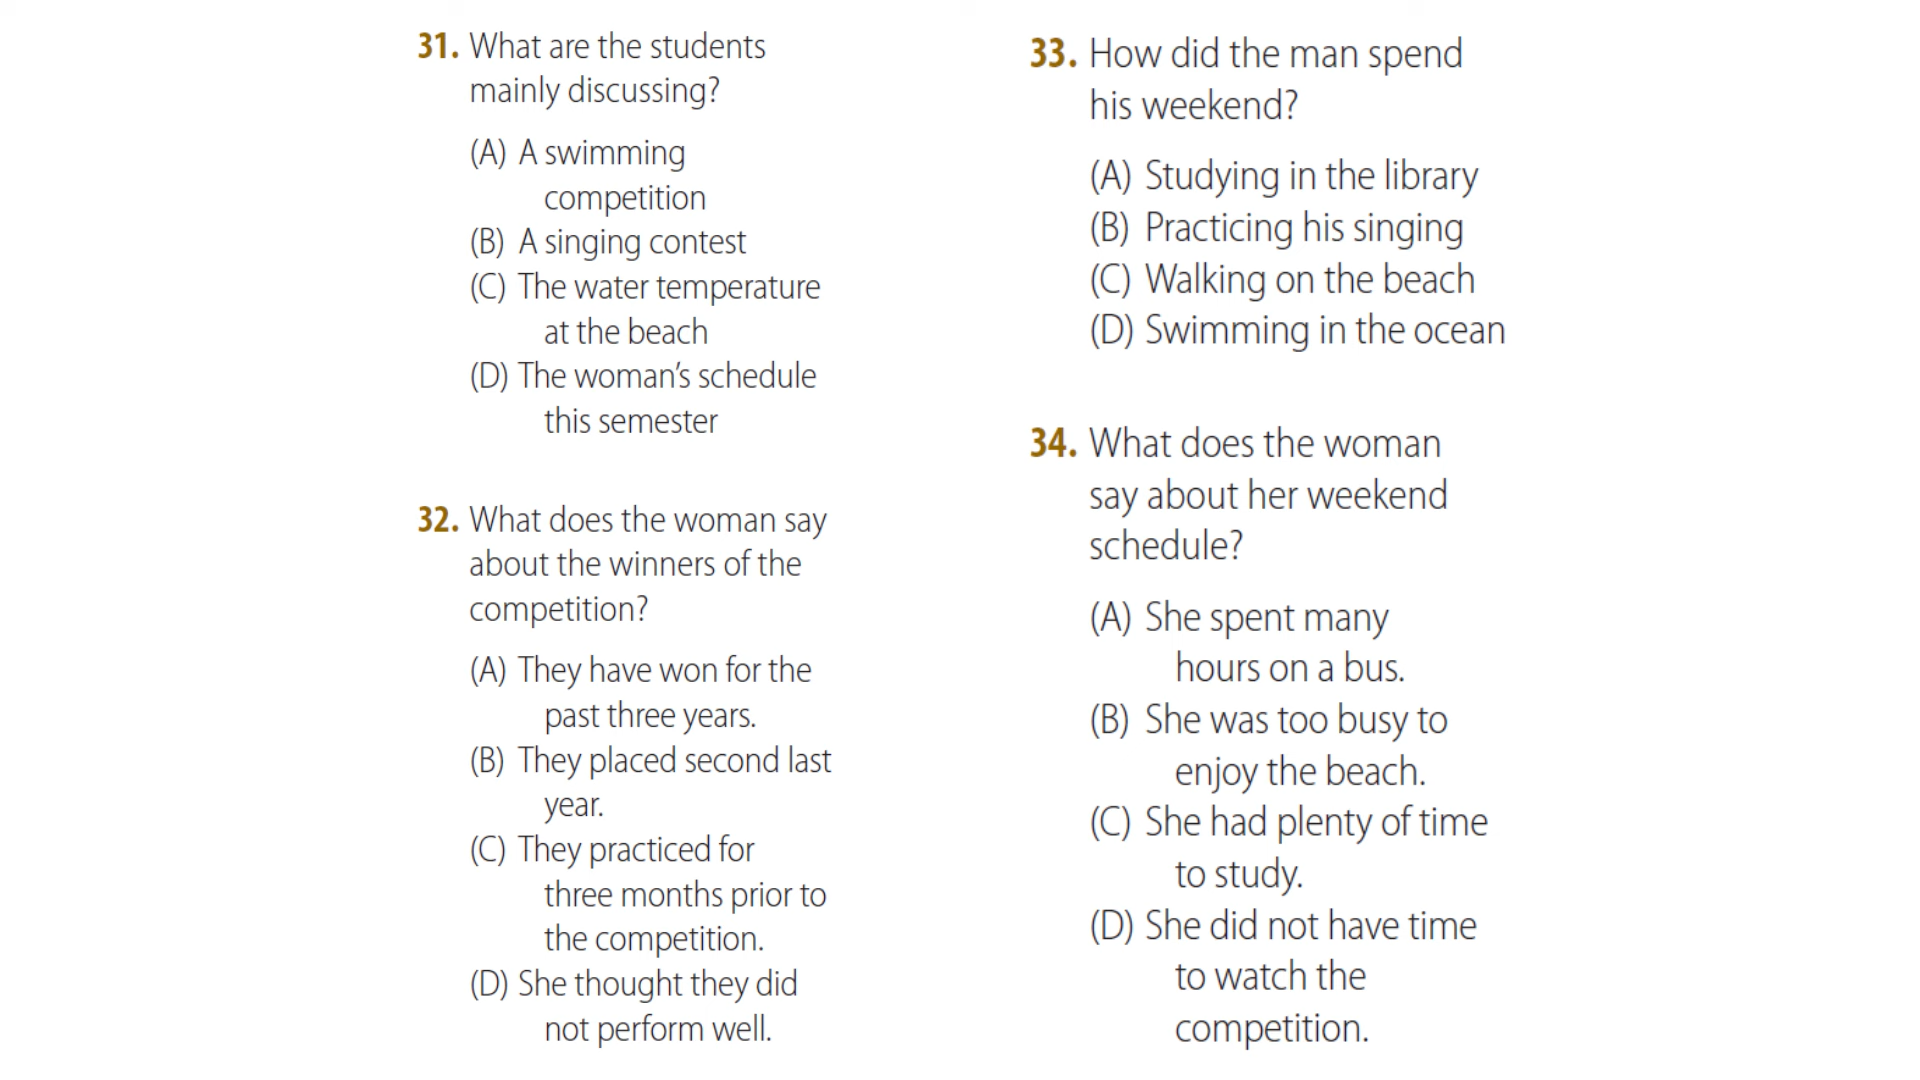 31. What are the students
mainly discussing?
(A) A swimming
competition
(B) A singing contest
(C) The water temperature
at the beach
(D) The woman’s schedule
this semester
32. What does the woman say
about the winners of the
competition?
(A) They have won for the
past three years.
(B) They placed second last
year.
(C) They practiced for
three months prior to
the competition.
(D) She thought they did
not perform well.
33. How did the man spend
his weekend?
(A) Studying in the library
(B) Practicing his singing
(C) Walking on the beach
(D) Swimming in the ocean
34. What does the woman
say about her weekend
schedule?
(A) She spent many
hours on a bus.
(B) She was too busy to
enjoy the beach.
(C) She had plenty of time
to study.
(D) She did not have time
to watch the
competition.